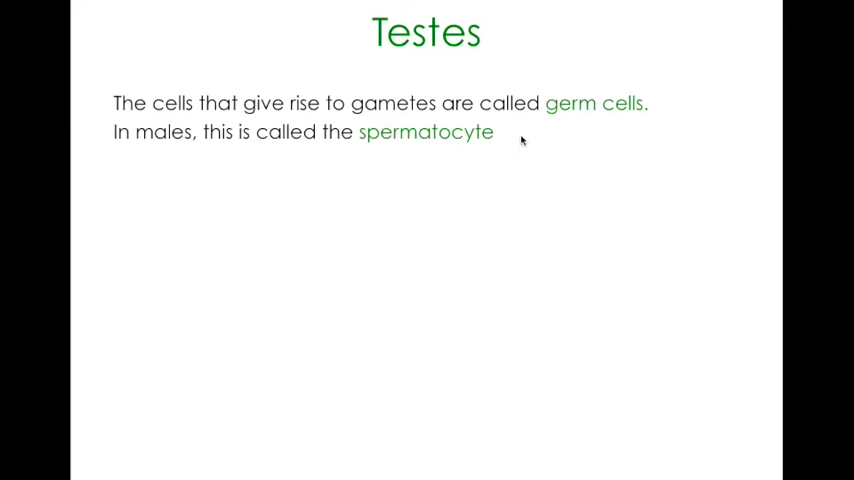 Testes
The cells that give rise to gametes are called germ cells.
In males, this is called the spermatocyte